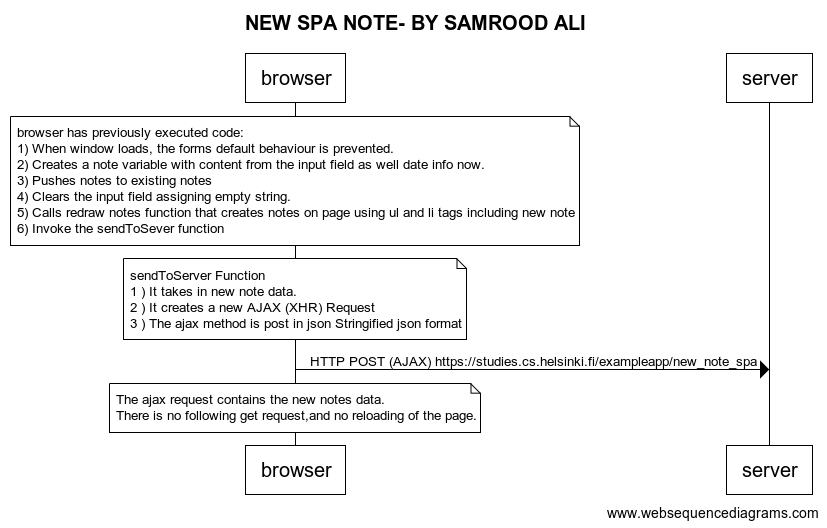 NEW SPA NOTE- BY SAMROOD ALI
browser
server
browser has previously executed code:
1) When window loads, the forms default behaviour is prevented.
2) Creates a note variable with content from the input field as well date info now.
3) Pushes notes to existing notes
4) Clears the input field assigning empty string.
5) Calls redraw notes function that creates notes on page using ul and li tags including new note
6) Invoke the sendToSever function
sendToServer Function
1 ) It takes in new note data.
2 ) It creates a new AJAX (XHR) Request
3 ) The ajax method is post in json Stringified json format
HTTP POST (AJAX) https://studies.cs.helsinki.fi/exampleapp/new_note_spa
The ajax request contains the new notes data.
There is no following get request,and no reloading of the page.
browser
server
www.websequencediagrams.com